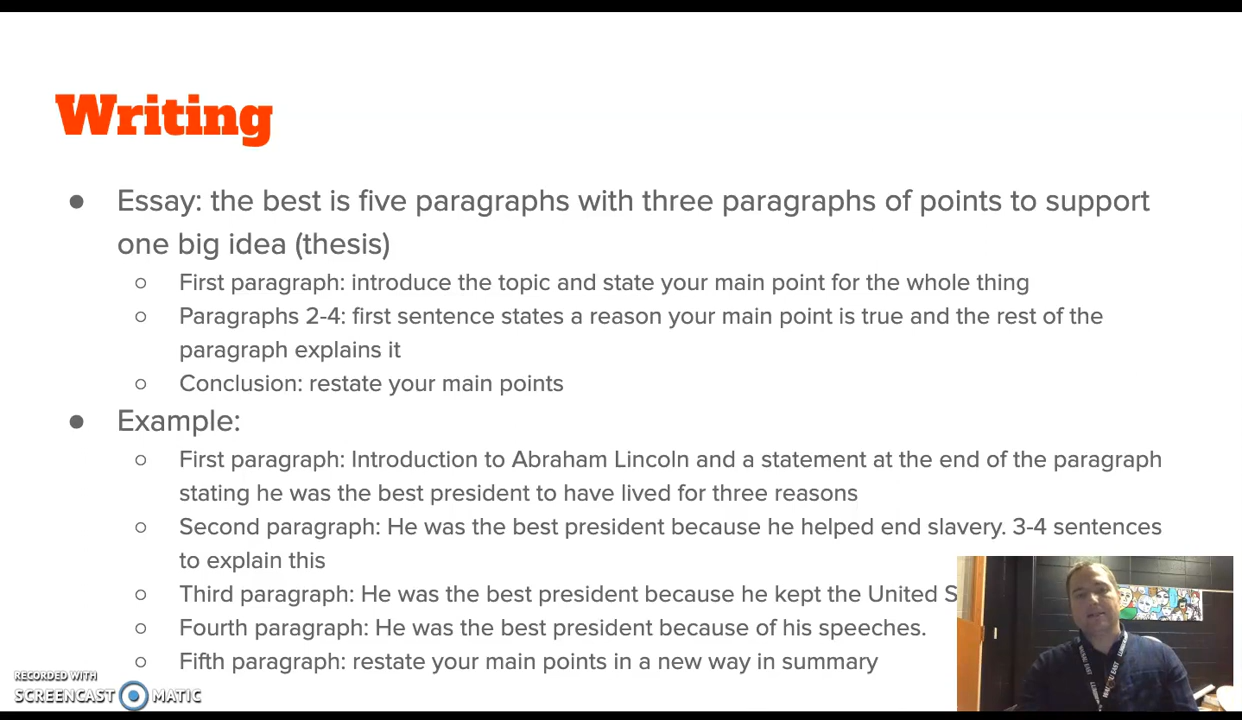 Writing
● Essay: the best is five paragraphs with three paragraphs of points to support
one big idea (thesis)
○ First paragraph: introduce the topic and state your main point for the whole thing
○ Paragraphs 2-4: first sentence states a reason your main point is true and the rest of the
paragraph explains it
○ Conclusion: restate your main points
● Example:
○ First paragraph: Introduction to Abraham Lincoln and a statement at the end of the paragraph
stating he was the best president to have lived for three reasons
○ Second paragraph: He was the best president because he helped end slavery. 3-4 sentences
to explain this
○ Third paragraph: He was the best president because he kept the United S
○ Fourth paragraph: He was the best president because of his speeches.
○ Fifth paragraph: restate your main points in a new way in summary
RECORDED WITH
SCREENCAST MATIC